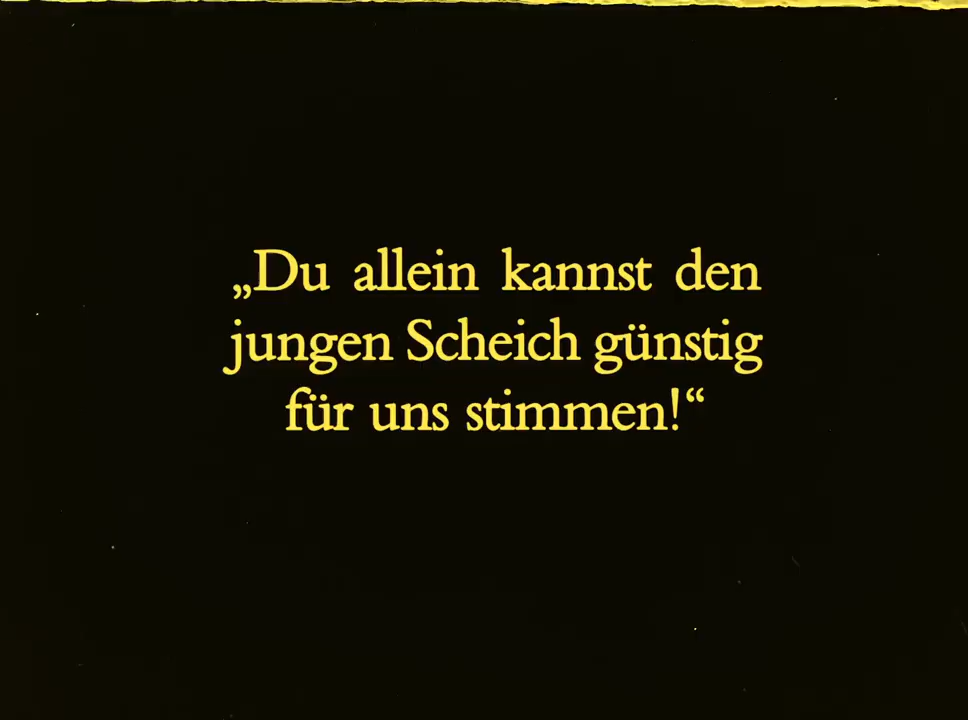 „Du allein kannst den
jungen Scheich günstig
für uns stimmen!“